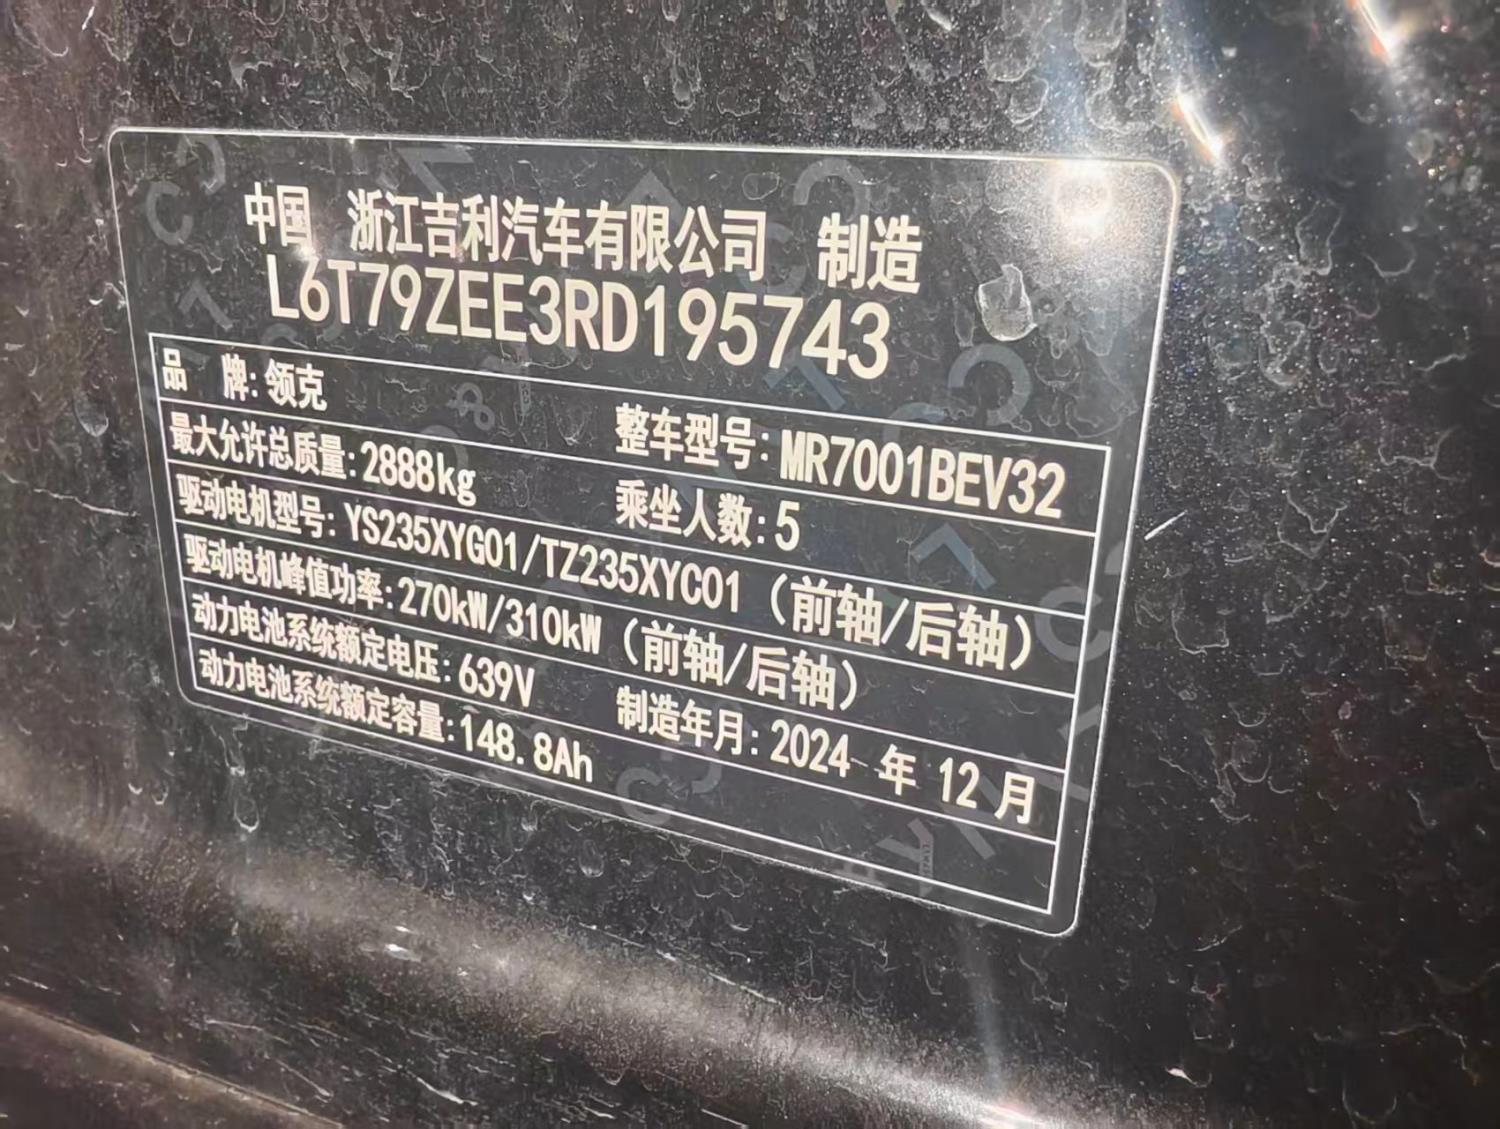 中国 浙江吉利汽车有限公司 制造
L6T79ZEE3RD195743
品 牌: 领克 整车型号: MR7001BEV32
最大允许总质量: 2888kg 乘坐人数: 5
驱动电机型号: YS235XYG01/TZ235XYC01 (前轴/后轴)
驱动电机峰值功率: 270kW/310kW (前轴/后轴)
动力电池系统额定电压: 639V 制造年月: 2024 年 12 月
动力电池系统额定容量: 148.8Ah